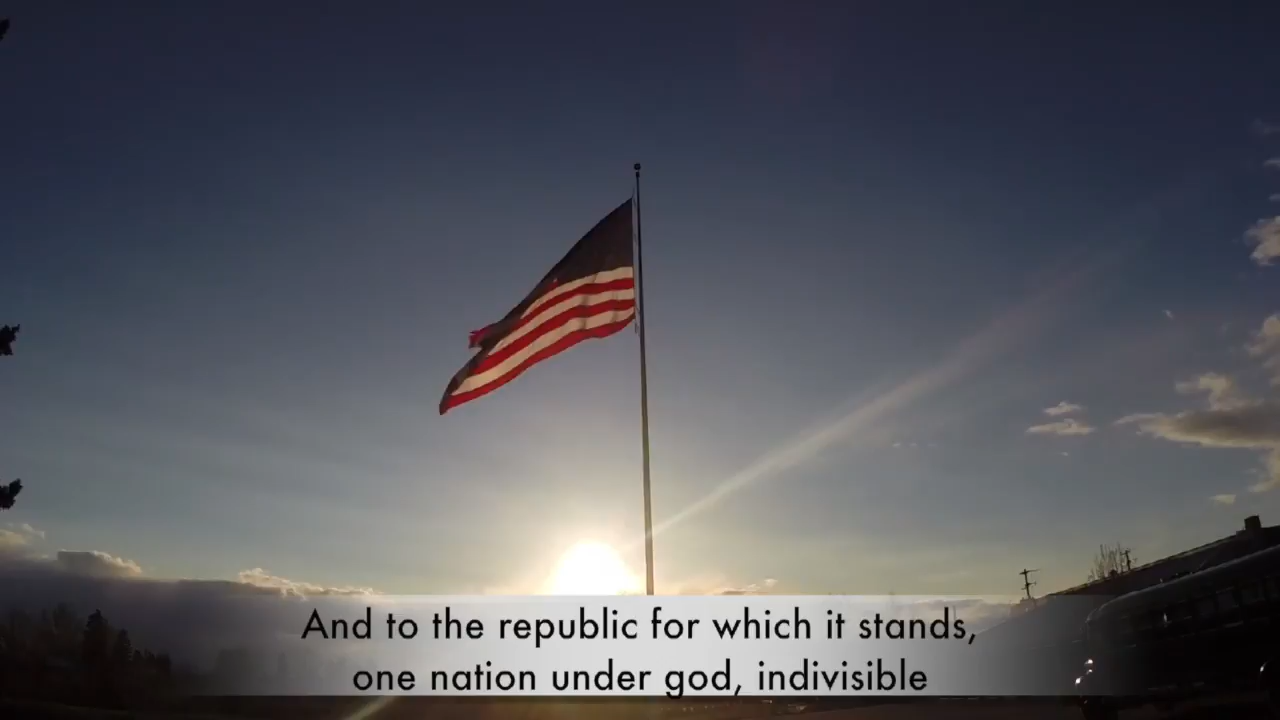 And to the republic for which it stands,
one nation under god, indivisible